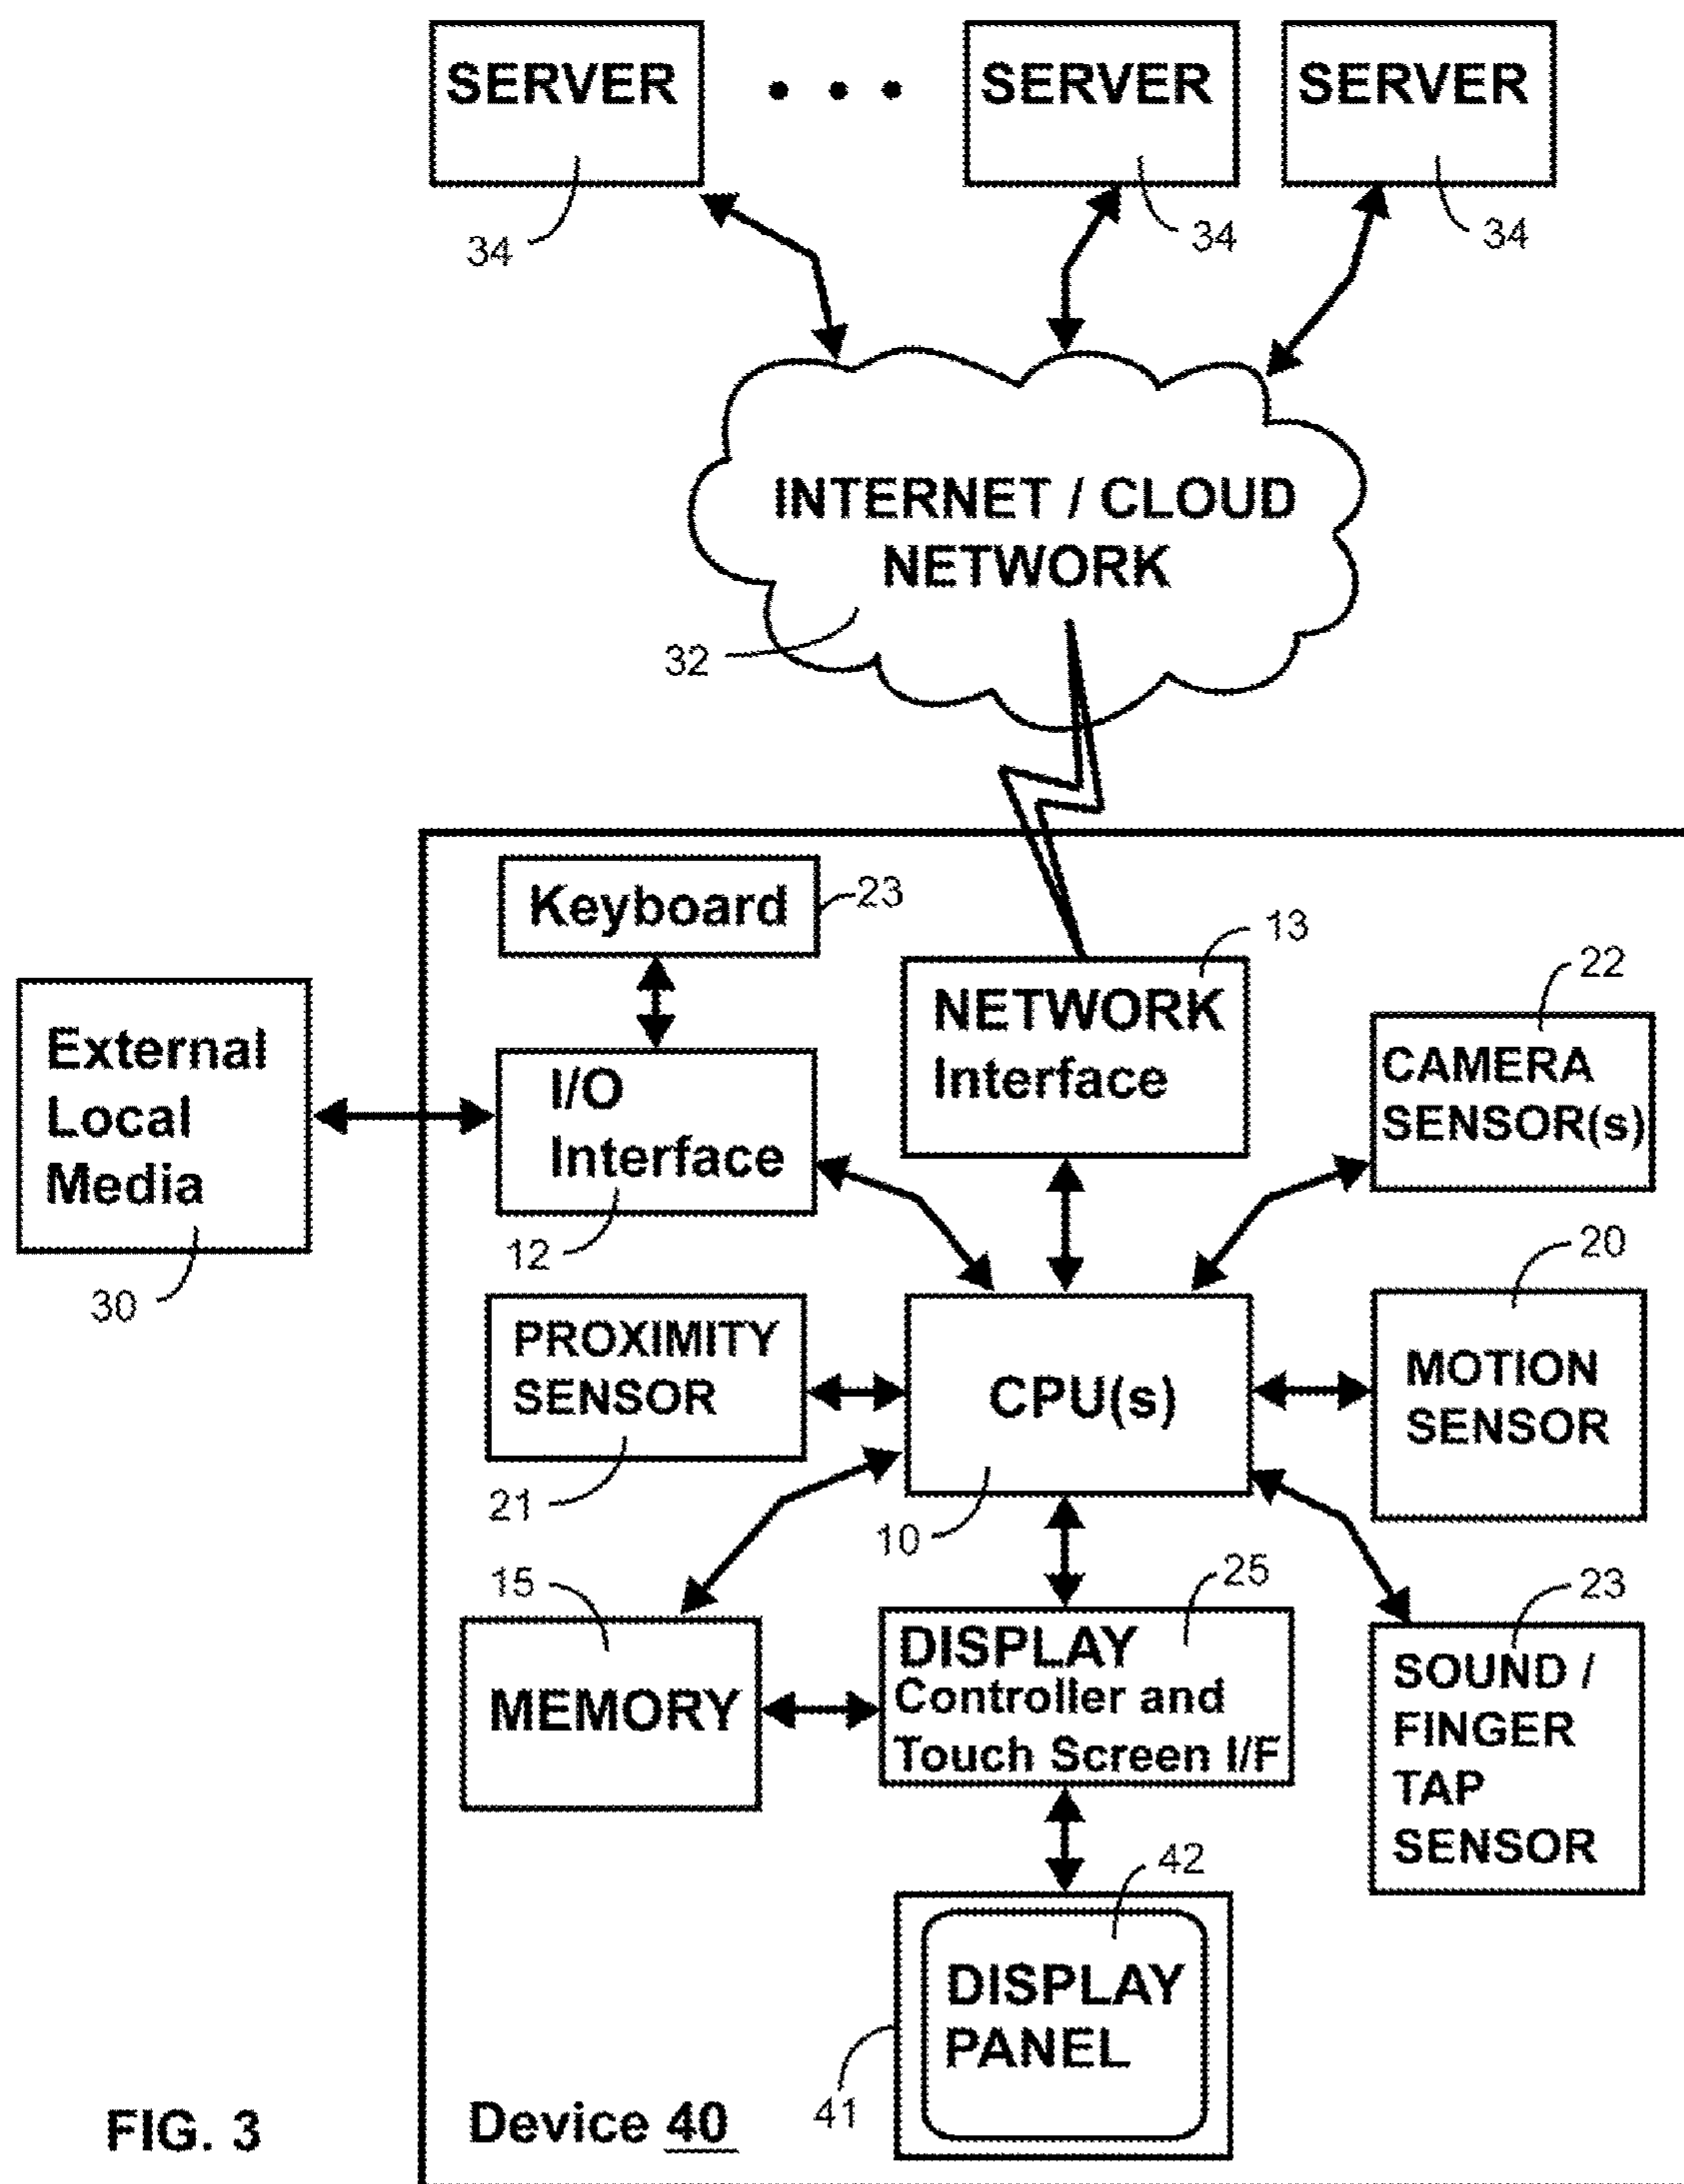 SERVER
• • •
SERVER
SERVER
34
34
34
INTERNET / CLOUD
NETWORK
32
Keyboard
23
13
NETWORK
Interface
22
CAMERA
SENSOR(s)
External
Local
Media
30
I/O
Interface
12
20
MOTION
SENSOR
PROXIMITY
SENSOR
21
CPU(s)
10
15
MEMORY
25
DISPLAY
Controller and
Touch Screen I/F
23
SOUND /
FINGER
TAP
SENSOR
42
DISPLAY
PANEL
41
FIG. 3
Device 40